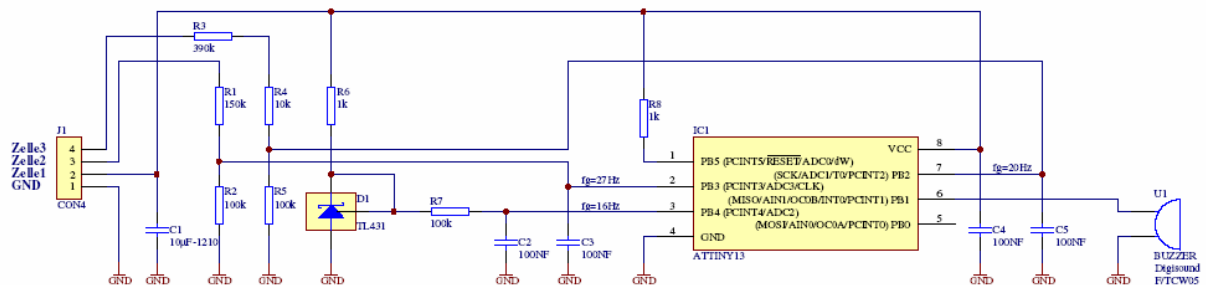 R3
390k
R1
150k
R4
10k
R6
1k
R8
1k
J1
IC1
Zelle3
Zelle2
Zelle1
GND
4
3
2
1
CON4
R2
100k
R5
100k
D1
TL431
R7
100k
C1
10µF-1210
C2
100NF
C3
100NF
fg=27Hz
fg=16Hz
1
2
3
4
PB5 (PCINT5/RESET/ADC0/dW)
PB3 (PCINT3/ADC3/CLK)
PB4 (PCINT4/ADC2)
GND
VCC
(SCK/ADC1/T0/PCINT2) PB2
(MISO/AIN1/OC0B/INT0/PCINT1) PB1
(MOSI/AIN0/OC0A/PCINT0) PB0
ATTINY13
8
7
6
5
fg=20Hz
U1
C4
100NF
C5
100NF
BUZZER
Digisound
F/TCW05
GND
GND
GND
GND
GND
GND
GND
GND
GND
GND
GND